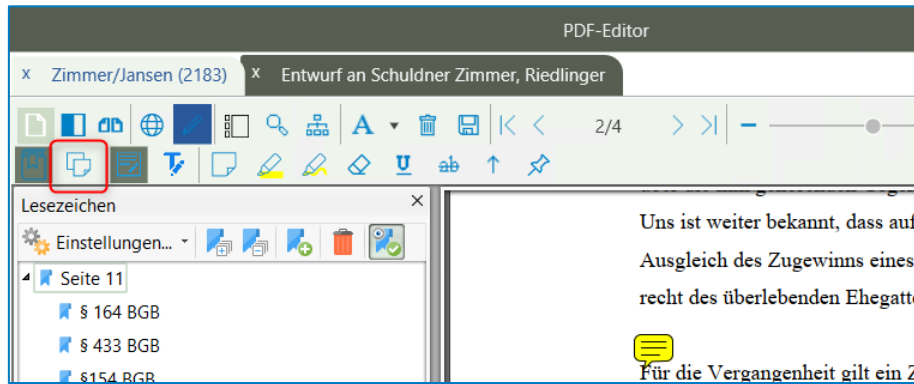 PDF-Editor
x Zimmer/Jansen (2183) x Entwurf an Schuldner Zimmer, Riedlinger
A 2/4
T U ab
Lesezeichen ×
Einstellungen...
Seite 11
§ 164 BGB
§ 433 BGB
§154 BGB
Uns ist weiter bekannt, dass auf
Ausgleich des Zugewinns eines
recht des überlebenden Ehegatte
Für die Vergangenheit gilt ein Z